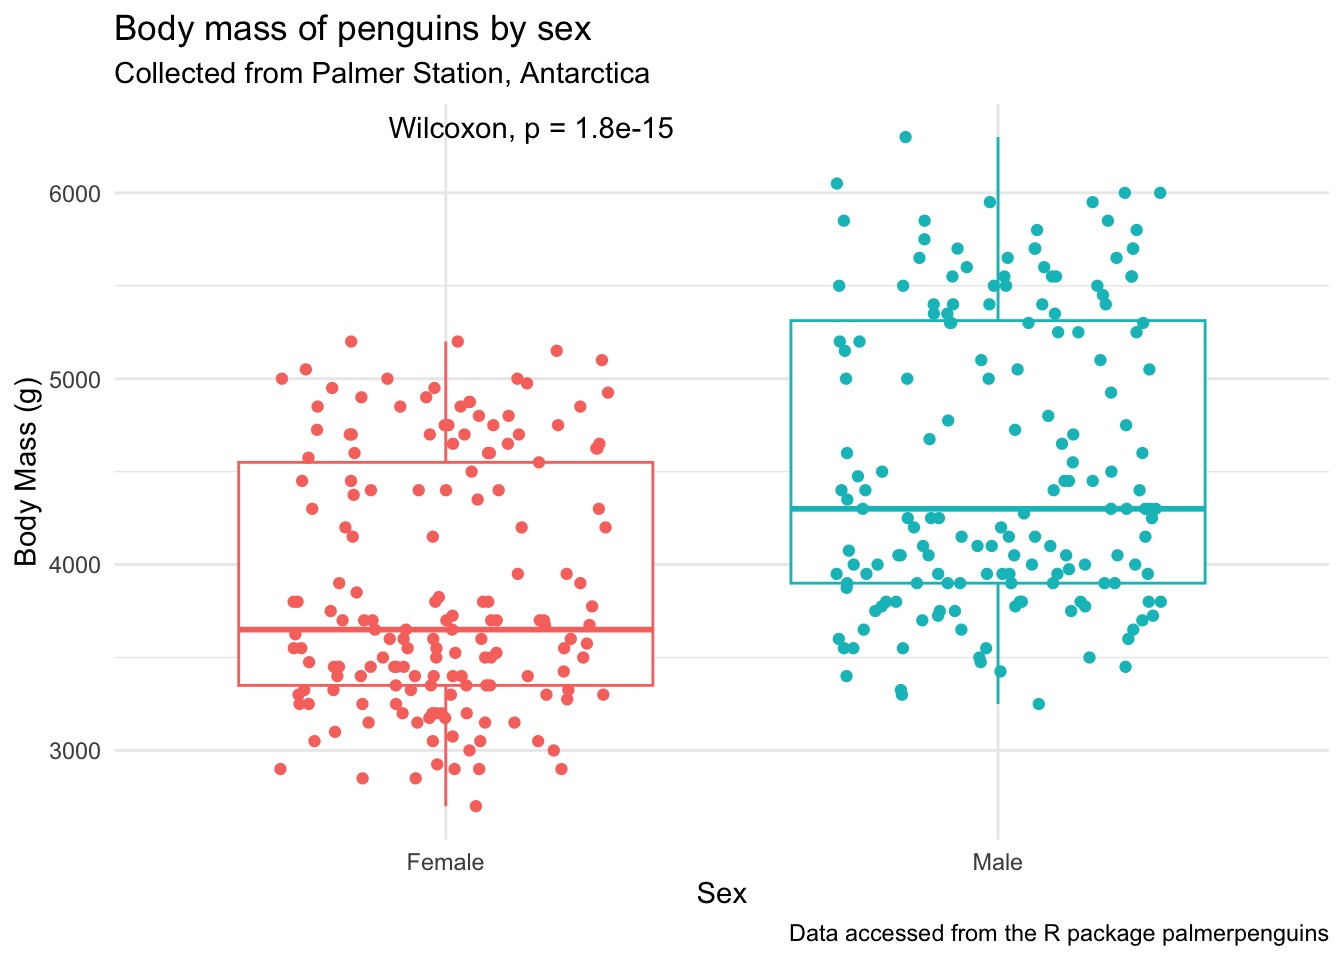 Body mass of penguins by sex
Collected from Palmer Station, Antarctica
Wilcoxon, p = 1.8e-15
6000
5000
4000
3000
Body Mass (g)
Female
Male
Sex
Data accessed from the R package palmerpenguins